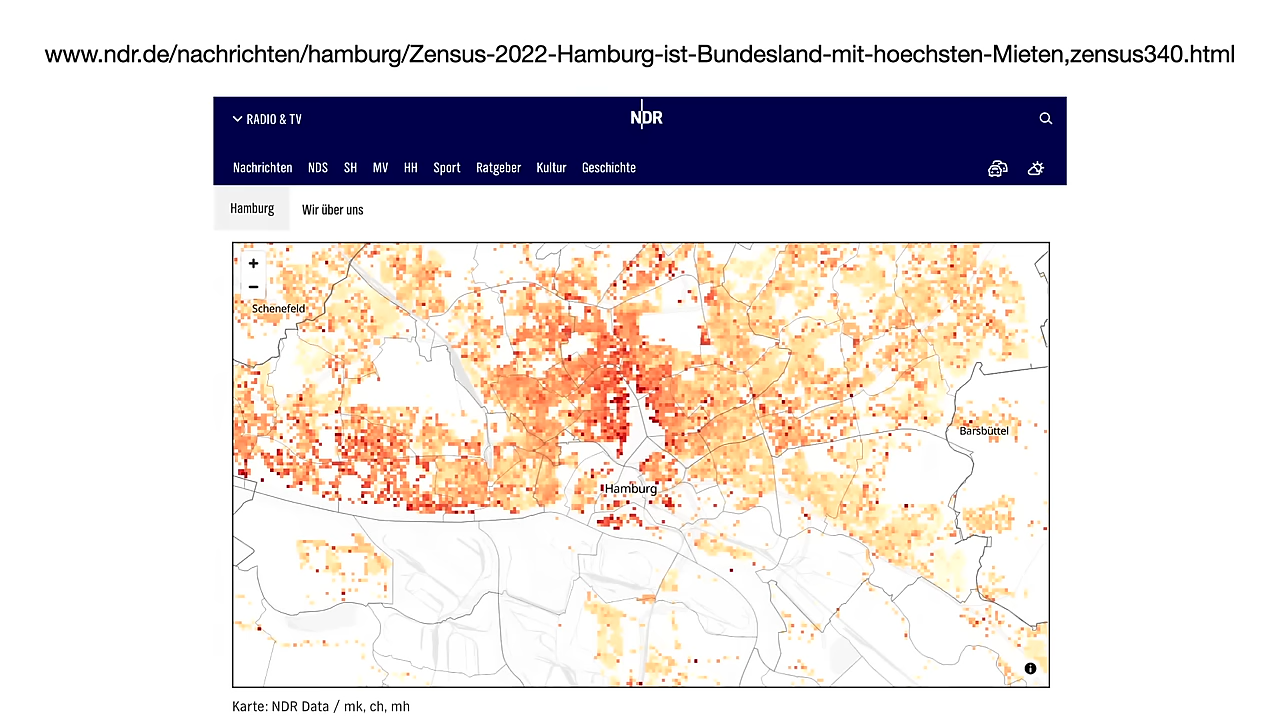 www.ndr.de/nachrichten/hamburg/Zensus-2022-Hamburg-ist-Bundesland-mit-hoechsten-Mieten,zensus340.html
RADIO & TV NDR
Nachrichten NDS SH MV HH Sport Ratgeber Kultur Geschichte
Hamburg Wir über uns
+
−
Schenefeld
Barsbüttel
Hamburg
i
Karte: NDR Data / mk, ch, mh